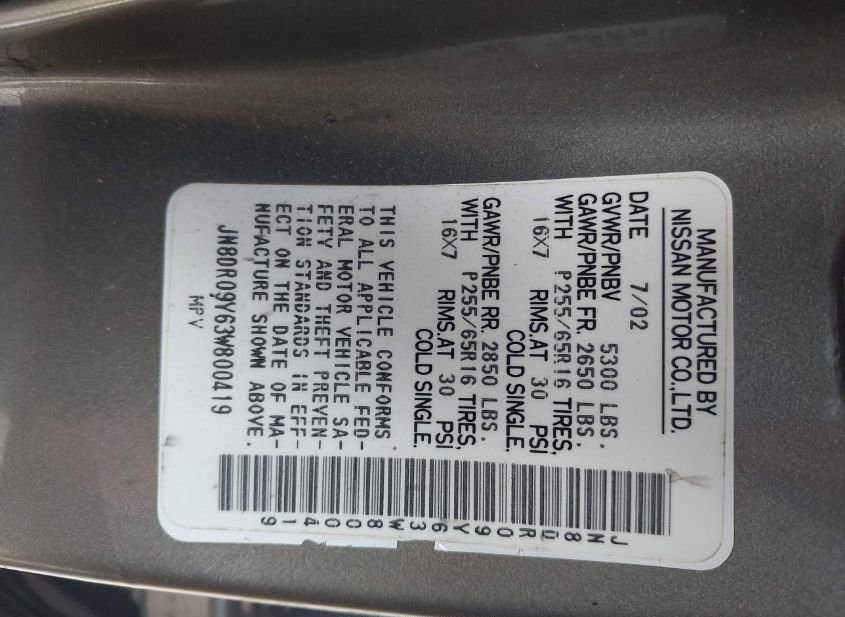 MANUFACTURED BY
NISSAN MOTOR CO.,LTD.
DATE 7/02
GVWR/PNBV 5300 LBS.
GAWR/PNBE FR. 2650 LBS.
WITH P255/65R16 TIRES,
16X7 RIMS.AT 30 PSI
COLD SINGLE,
GAWR/PNBE RR. 2850 LBS.
WITH P255/65R16 TIRES,
16X7 RIMS.AT 30 PSI
COLD SINGLE,
THIS VEHICLE CONFORMS
TO ALL APPLICABLE FED-
ERAL MOTOR VEHICLE SA-
FETY AND THEFT PREVEN-
TION STANDARDS IN EFF-
ECT ON THE DATE OF MA-
NUFACTURE SHOWN ABOVE.
JN8DR09Y63W800419
MPV
JN8DR09Y63W800419